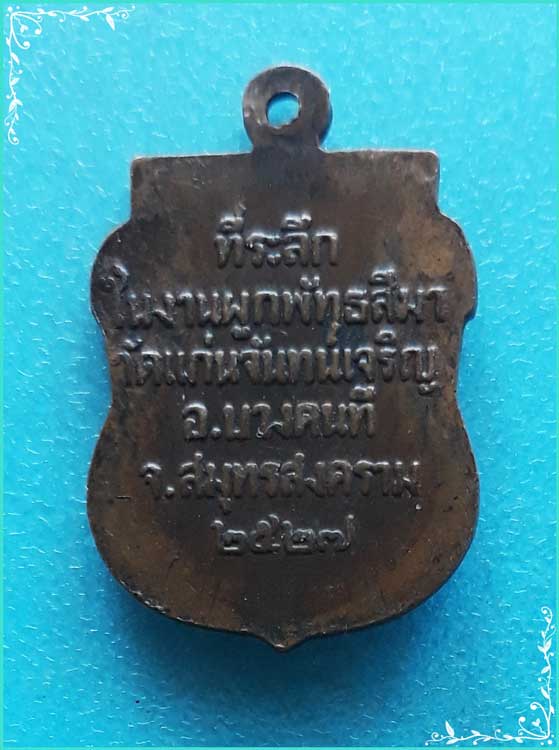 ที่ระลึก
ในงานผูกพัทธสีมา
วัดแก่นจันทน์เจริญ
อ.บางคนที
จ.สมุทรสงคราม
๒๕๒๗